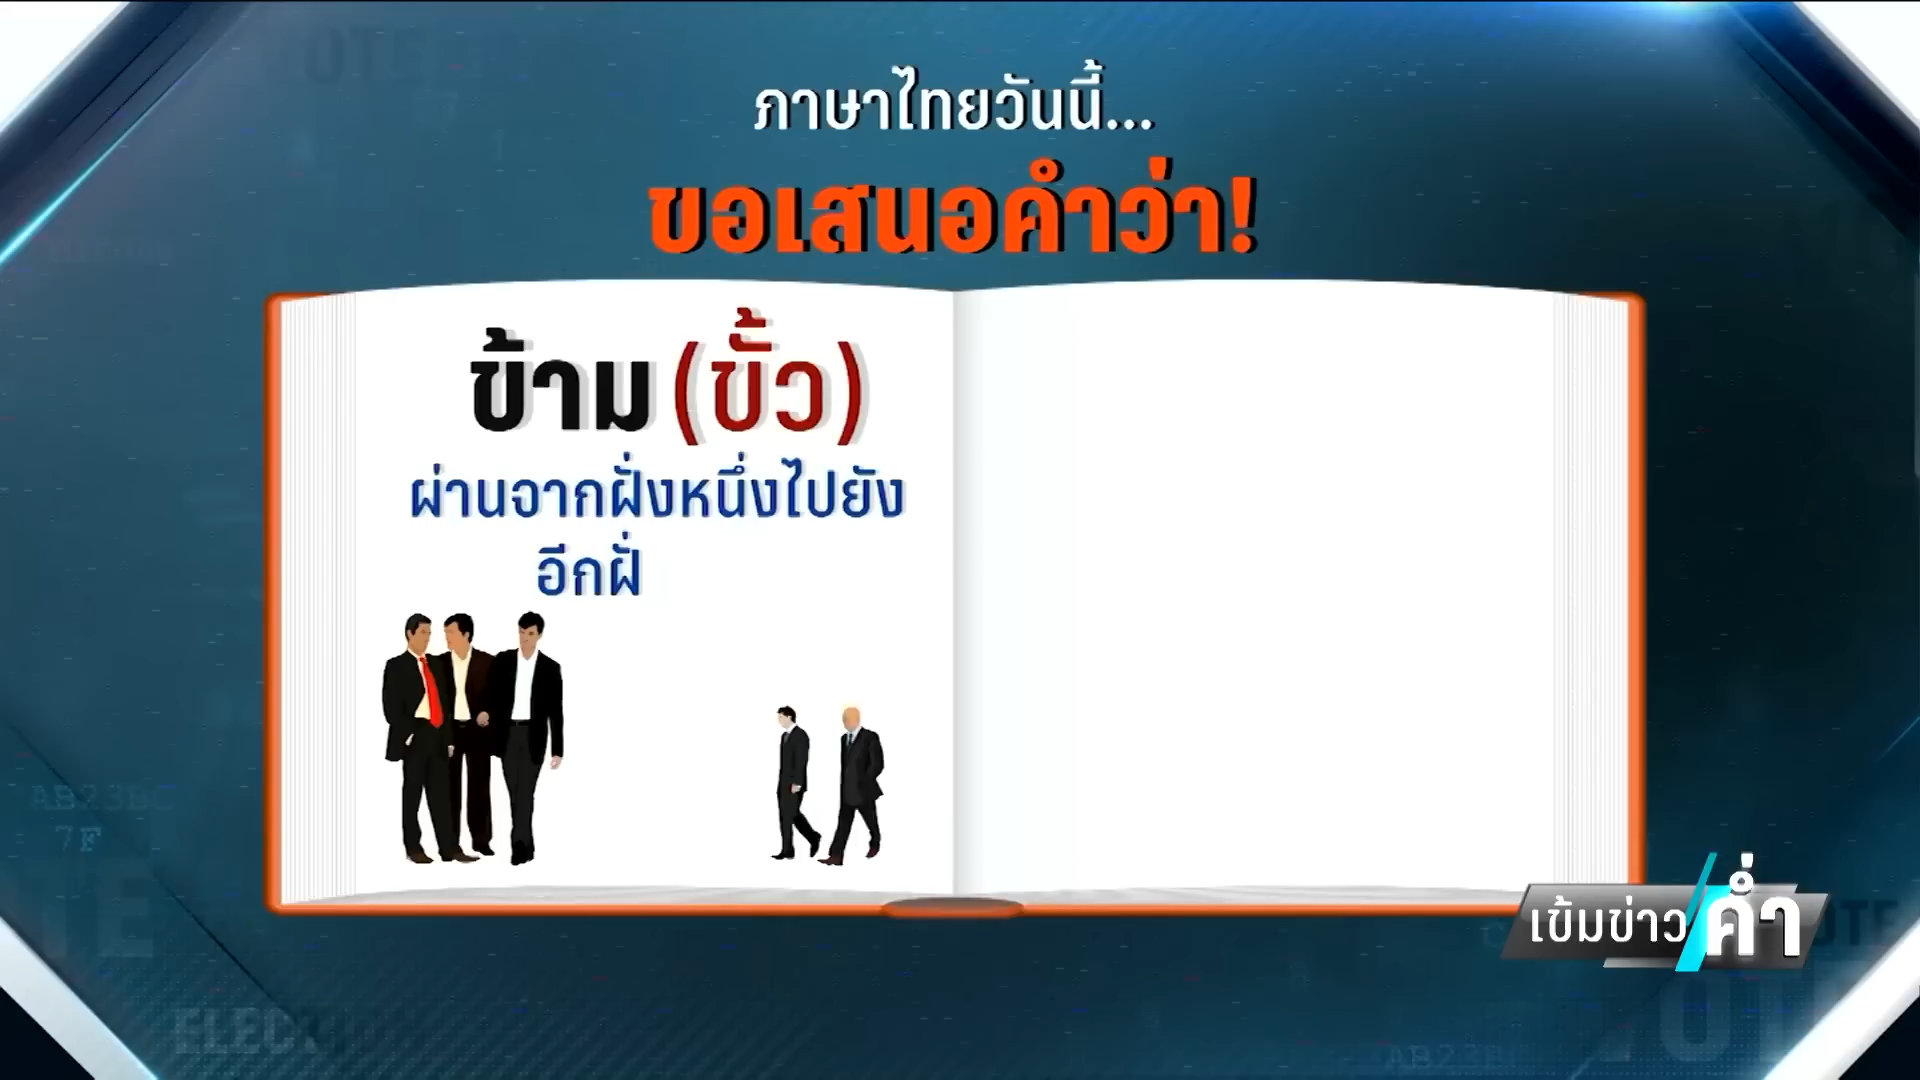 ภาษาไทยวันนี้...
ขอเสนอคำว่า!
ข้าม (ขั้ว)
ผ่านจากฝั่งหนึ่งไปยัง
อีกฝั่
เข้มข่าวค่ำ
AB23BC
7F